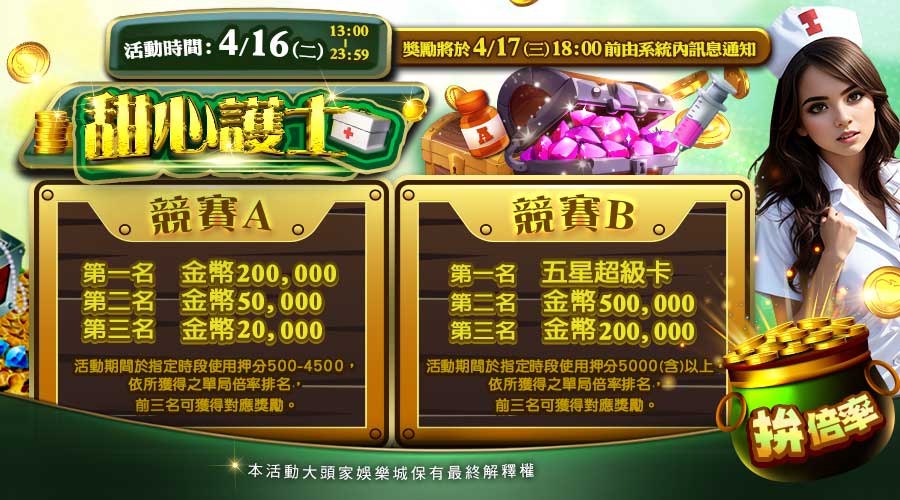 活動時間：4/16(二) 13:00-23:59
獎勵將於4/17(三)18:00前由系統內訊息通知
甜心護士
A
競賽A
第一名 金幣200,000
第二名 金幣50,000
第三名 金幣20,000
活動期間於指定時段使用押分500-4500，
依所獲得之單局倍率排名，
前三名可獲得對應獎勵。
競賽B
第一名 五星超級卡
第二名 金幣500,000
第三名 金幣200,000
活動期間於指定時段使用押分5000(含)以上，
依所獲得之單局倍率排名，
前三名可獲得對應獎勵。
拚倍率
本活動大頭家娛樂城保有最終解釋權